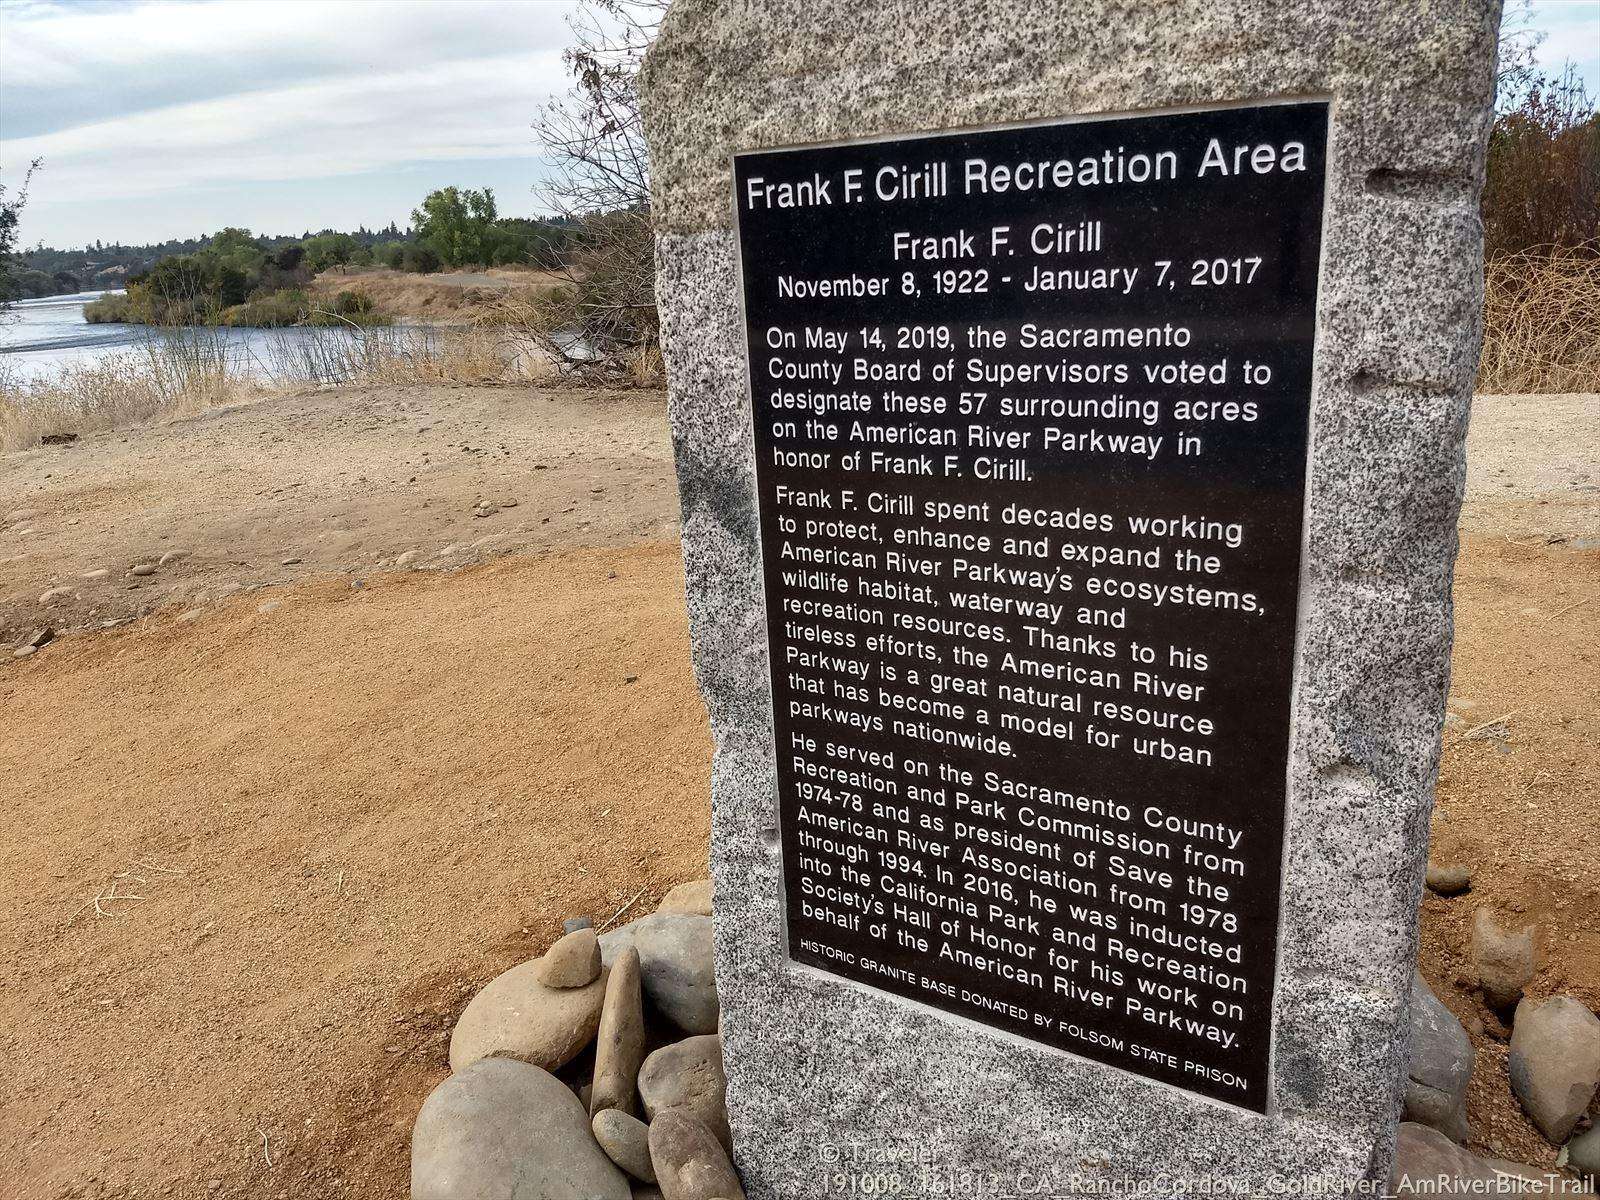 Frank F. Cirill Recreation Area
Frank F. Cirill
November 8, 1922 - January 7, 2017
On May 14, 2019, the Sacramento
County Board of Supervisors voted to
designate these 57 surrounding acres
on the American River Parkway in
honor of Frank F. Cirill.
Frank F. Cirill spent decades working
to protect, enhance and expand the
American River Parkway's ecosystems,
wildlife habitat, waterway and
recreation resources. Thanks to his
tireless efforts, the American River
Parkway is a great natural resource
that has become a model for urban
parkways nationwide.
He served on the Sacramento County
Recreation and Park Commission from
1974-78 and as president of Save the
American River Association from 1978
through 1994. In 2016, he was inducted
into the California Park and Recreation
Society's Hall of Honor for his work on
behalf of the American River Parkway.
HISTORIC GRANITE BASE DONATED BY FOLSOM STATE PRISON
© Traveler
191008_161813_CA_RanchoCordova_GoldRiver_AmRiverBikeTrail